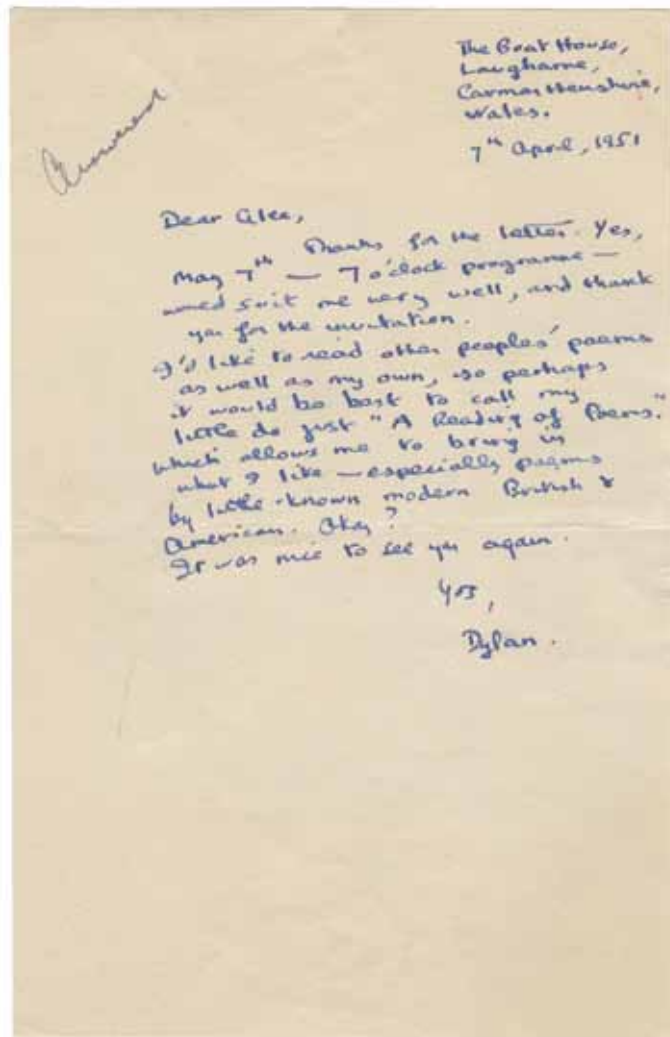 The Boat House,
Laugharne,
Carmarthenshire,
Wales.
7th April, 1951
Answered
Dear Alec,
Thanks for the letter. Yes,
May 7th — 7 o'clock programme —
would suit me very well, and thank
you for the invitation.
I'd like to read other peoples' poems
as well as my own, so perhaps
it would be best to call my
little do just "A Reading of Poems."
which allows me to bring in
what I like — especially poems
by little-known modern British &
American. Okay?
It was nice to see you again.
Yrs,
Dylan.